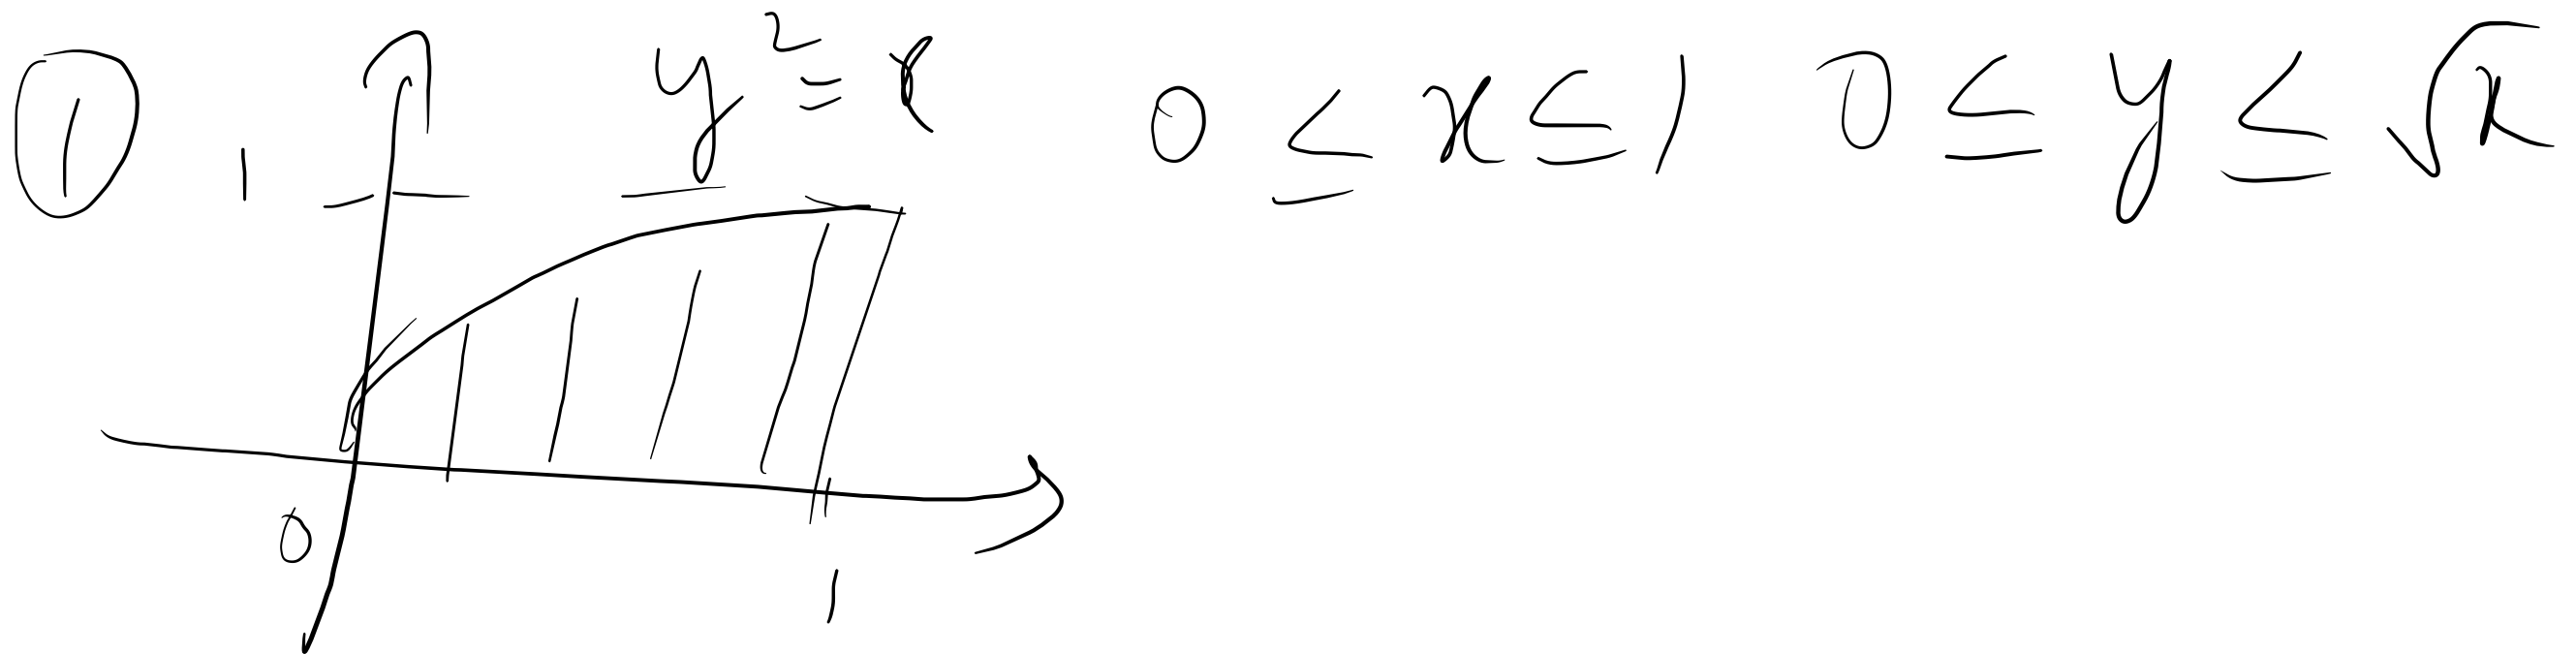 ① y² = x 0 ≤ x ≤ 1 0 ≤ y ≤ √x
1
0
1